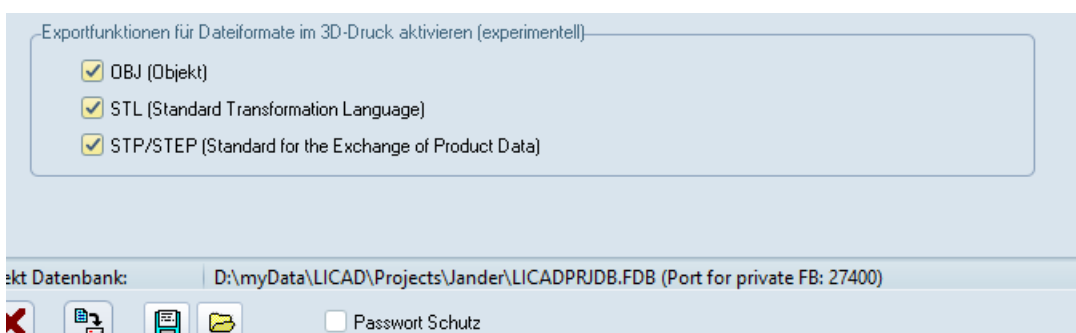 Exportfunktionen für Dateiformate im 3D-Druck aktivieren (experimentell)
OBJ (Objekt)
STL (Standard Transformation Language)
STP/STEP (Standard for the Exchange of Product Data)
ekt Datenbank: D:\myData\LICAD\Projects\Jander\LICADPRJDB.FDB (Port for private FB: 27400)
Passwort Schutz